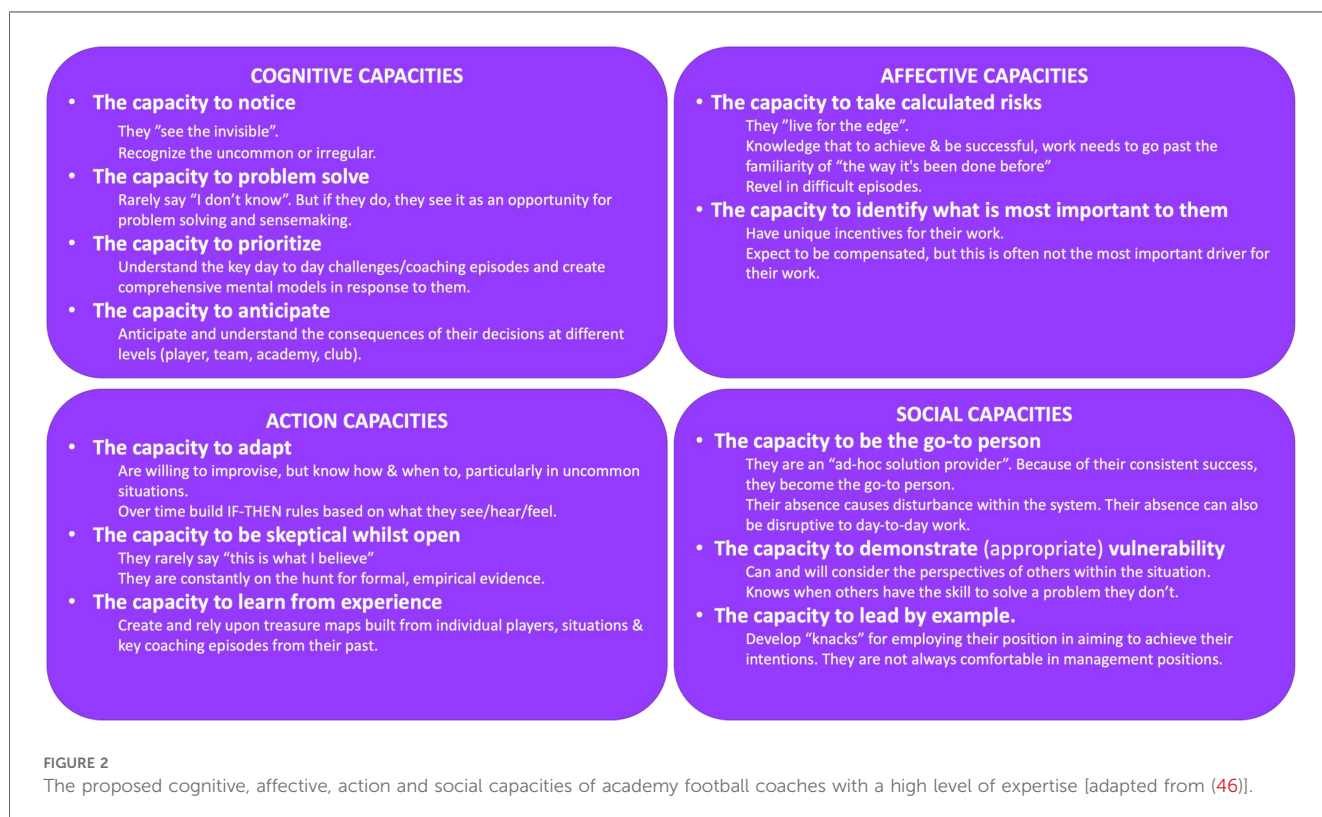 COGNITIVE CAPACITIES
• The capacity to notice
They ”see the invisible”.
Recognize the uncommon or irregular.
• The capacity to problem solve
Rarely say “I don’t know”. But if they do, they see it as an opportunity for
problem solving and sensemaking.
• The capacity to prioritize
Understand the key day to day challenges/coaching episodes and create
comprehensive mental models in response to them.
• The capacity to anticipate
Anticipate and understand the consequences of their decisions at different
levels (player, team, academy, club).
AFFECTIVE CAPACITIES
• The capacity to take calculated risks
They ”live for the edge”.
Knowledge that to achieve & be successful, work needs to go past the
familiarity of “the way it's been done before”
Revel in difficult episodes.
• The capacity to identify what is most important to them
Have unique incentives for their work.
Expect to be compensated, but this is often not the most important driver for
their work.
ACTION CAPACITIES
• The capacity to adapt
Are willing to improvise, but know how & when to, particularly in uncommon
situations.
Over time build IF-THEN rules based on what they see/hear/feel.
• The capacity to be skeptical whilst open
They rarely say “this is what I believe”
They are constantly on the hunt for formal, empirical evidence.
• The capacity to learn from experience
Create and rely upon treasure maps built from individual players, situations &
key coaching episodes from their past.
SOCIAL CAPACITIES
• The capacity to be the go-to person
They are an “ad-hoc solution provider”. Because of their consistent success,
they become the go-to person.
Their absence causes disturbance within the system. Their absence can also
be disruptive to day-to-day work.
• The capacity to demonstrate (appropriate) vulnerability
Can and will consider the perspectives of others within the situation.
Knows when others have the skill to solve a problem they don’t.
• The capacity to lead by example.
Develop “knacks” for employing their position in aiming to achieve their
intentions. They are not always comfortable in management positions.
FIGURE 2
The proposed cognitive, affective, action and social capacities of academy football coaches with a high level of expertise [adapted from (46)].